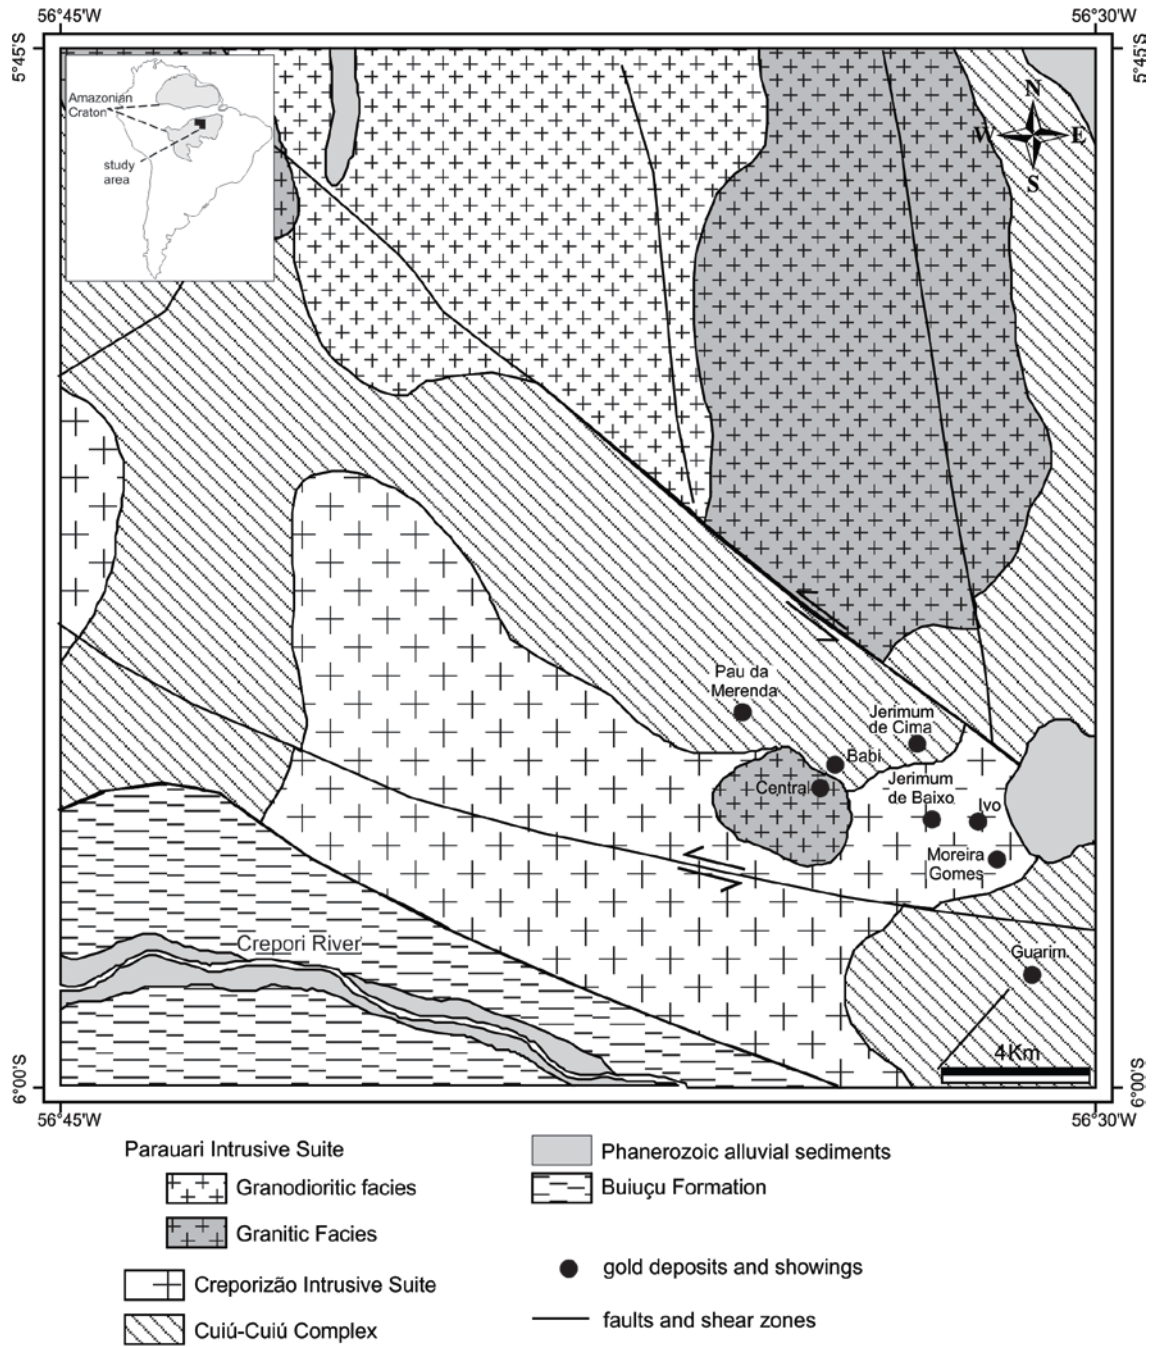 56°45'W
56°30'W
5°45'S
5°45'S
Amazonian
Craton
study
area
N
W
E
S
Pau da
Merenda
Jerimum
de Cima
Babi
Central
Jerimum
de Baixo
Ivo
Moreira
Gomes
Crepori River
Guarim.
4Km
6°00'S
6°00'S
56°45'W
56°30'W
Parauari Intrusive Suite
Granodioritic facies
Granitic Facies
Creporizão Intrusive Suite
Cuiú-Cuiú Complex
Phanerozoic alluvial sediments
Buiuçu Formation
gold deposits and showings
faults and shear zones